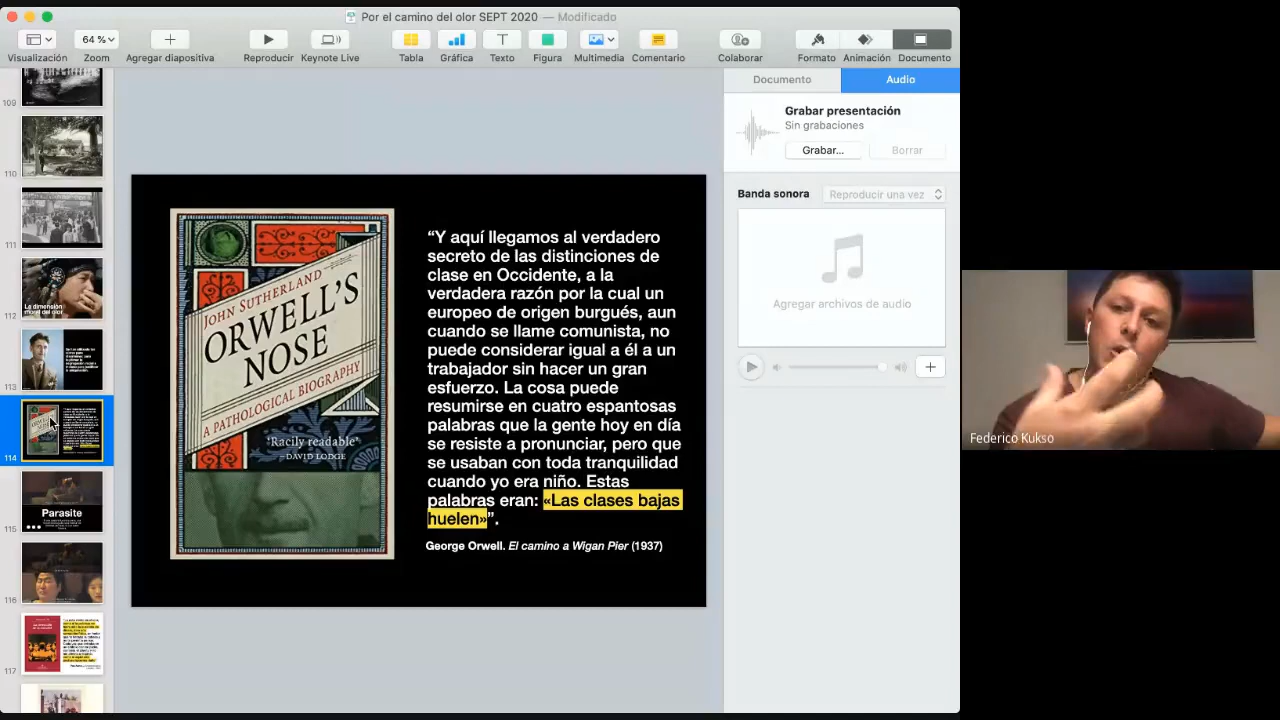 Por el camino del olor SEPT 2020 — Modificado
64 %
Visualización
Zoom
Agregar diapositiva
Reproducir
Keynote Live
Tabla
Gráfica
Texto
Figura
Multimedia
Comentario
Colaborar
Formato
Animación
Documento
109
110
111
112
La dimensión
moral del olor
113
114
115
Parasite
116
117
JOHN SUTHERLAND
ORWELL'S
NOSE
A PATHOLOGICAL BIOGRAPHY
"Racily readable"
– DAVID LODGE
“Y aquí llegamos al verdadero
secreto de las distinciones de
clase en Occidente, a la
verdadera razón por la cual un
europeo de origen burgués, aun
cuando se llame comunista, no
puede considerar igual a él a un
trabajador sin hacer un gran
esfuerzo. La cosa puede
resumirse en cuatro espantosas
palabras que la gente hoy en día
se resiste a pronunciar, pero que
se usaban con toda tranquilidad
cuando yo era niño. Estas
palabras eran: «Las clases bajas
huelen»”.
George Orwell. El camino a Wigan Pier (1937)
Documento
Audio
Grabar presentación
Sin grabaciones
Grabar...
Borrar
Banda sonora
Reproducir una vez
Agregar archivos de audio
Federico Kukso